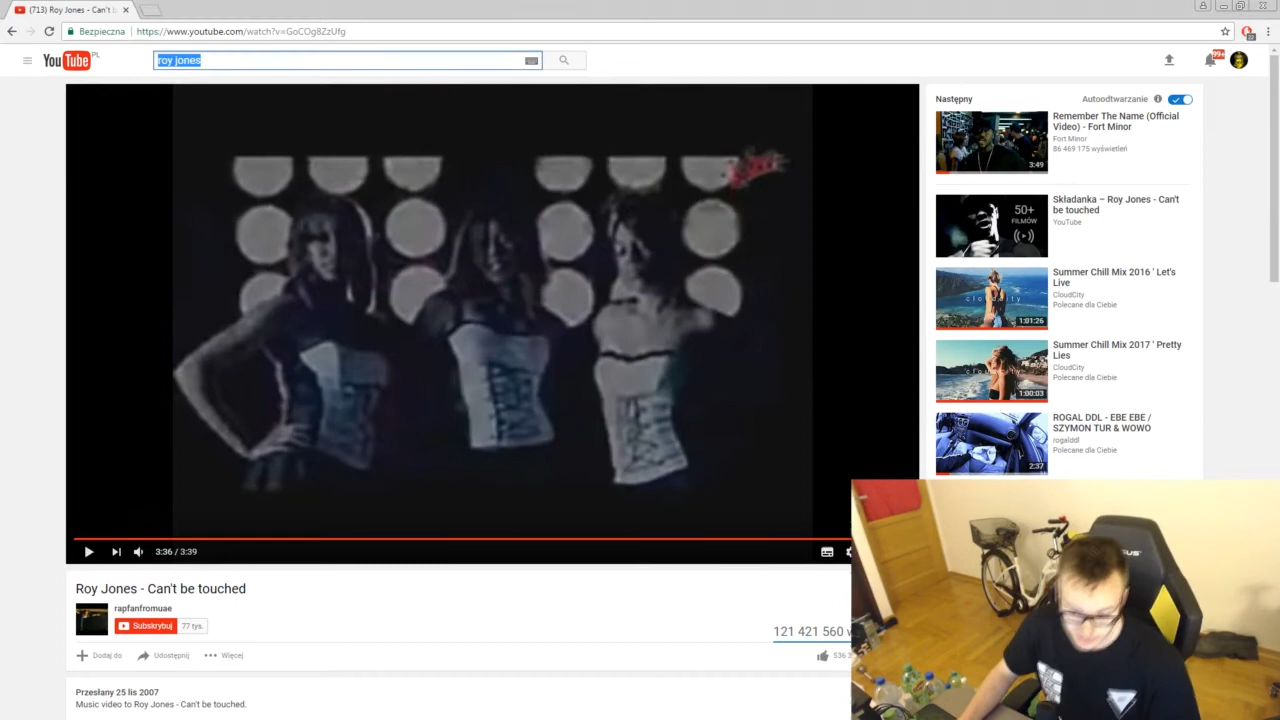 (713) Roy Jones - Can't b
Bezpieczna
https://www.youtube.com/watch?v=GoCOg8ZzUfg
YouTube PL
roy jones
99+
Następny
Autoodtwarzanie
Remember The Name (Official
Video) - Fort Minor
Fort Minor
86 469 175 wyświetleń
3:49
Składanka – Roy Jones - Can't
be touched
YouTube
50+
FILMÓW
Summer Chill Mix 2016 ' Let's
Live
CloudCity
Polecane dla Ciebie
cloudcity
1:01:26
Summer Chill Mix 2017 ' Pretty
Lies
CloudCity
Polecane dla Ciebie
cloudcity
1:00:03
ROGAL DDL - EBE EBE /
SZYMON TUR & WOWO
rogalddl
Polecane dla Ciebie
2:37
3:36 / 3:39
Roy Jones - Can't be touched
rapfanfromuae
Subskrybuj
77 tys.
121 421 560
Dodaj do
Udostępnij
Więcej
536
Przesłany 25 lis 2007
Music video to Roy Jones - Can't be touched.